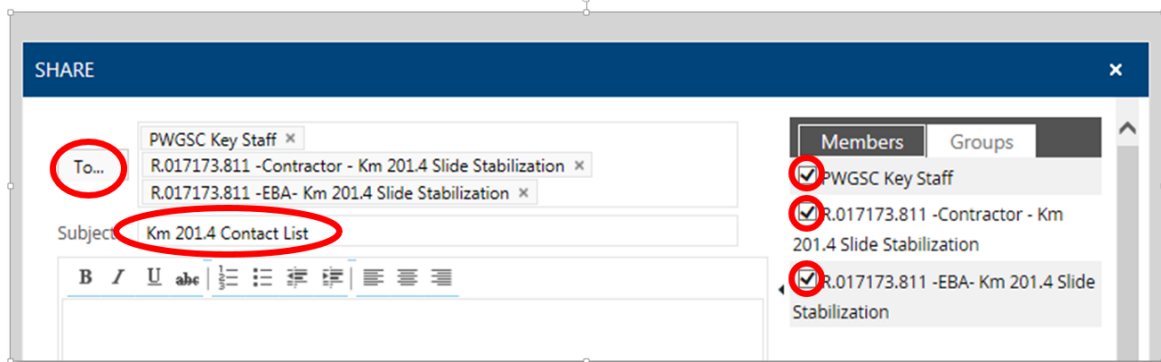 SHARE ×
PWGSC Key Staff ×
To... R.017173.811 -Contractor - Km 201.4 Slide Stabilization ×
R.017173.811 -EBA- Km 201.4 Slide Stabilization ×
Subject: Km 201.4 Contact List
B I U abc
Members Groups
PWGSC Key Staff
R.017173.811 -Contractor - Km
201.4 Slide Stabilization
R.017173.811 -EBA- Km 201.4 Slide
Stabilization